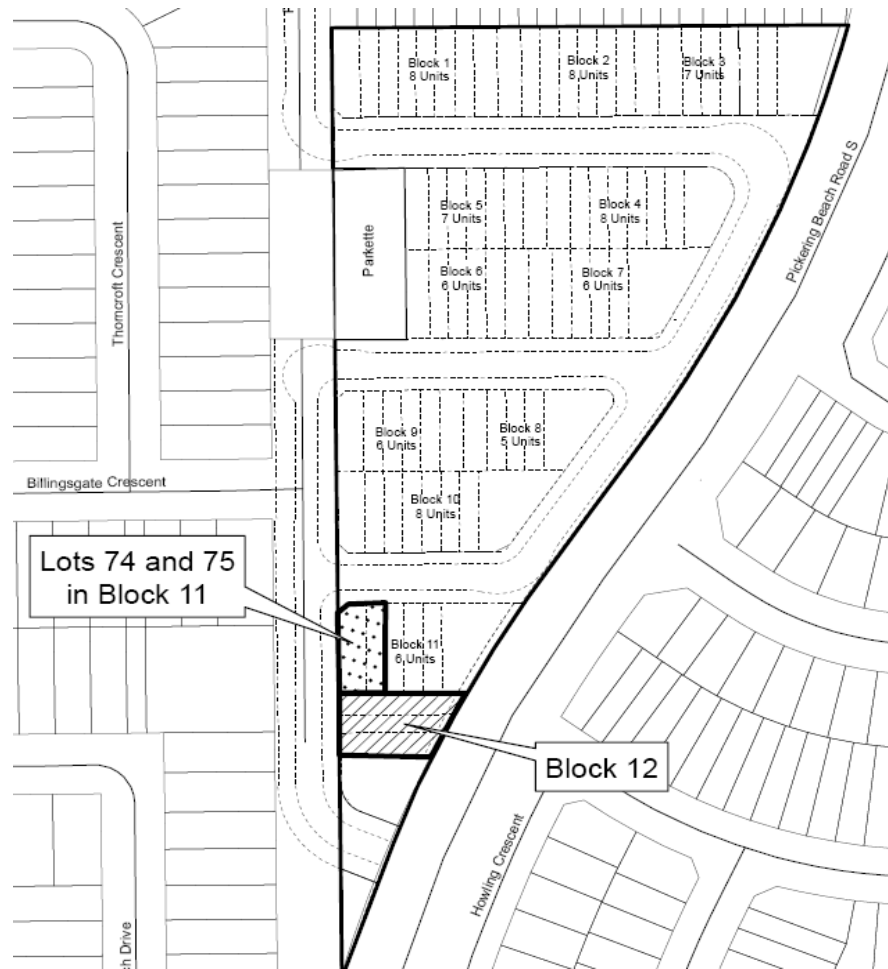 Block 1
8 Units
Block 2
8 Units
Block 3
7 Units
Pickering Beach Road S
Thorncroft Crescent
Parkette
Block 5
7 Units
Block 4
8 Units
Block 6
6 Units
Block 7
6 Units
Block 9
6 Units
Block 8
5 Units
Billingsgate Crescent
Block 10
8 Units
Lots 74 and 75
in Block 11
Block 11
6 Units
Block 12
Howling Crescent
ch Drive